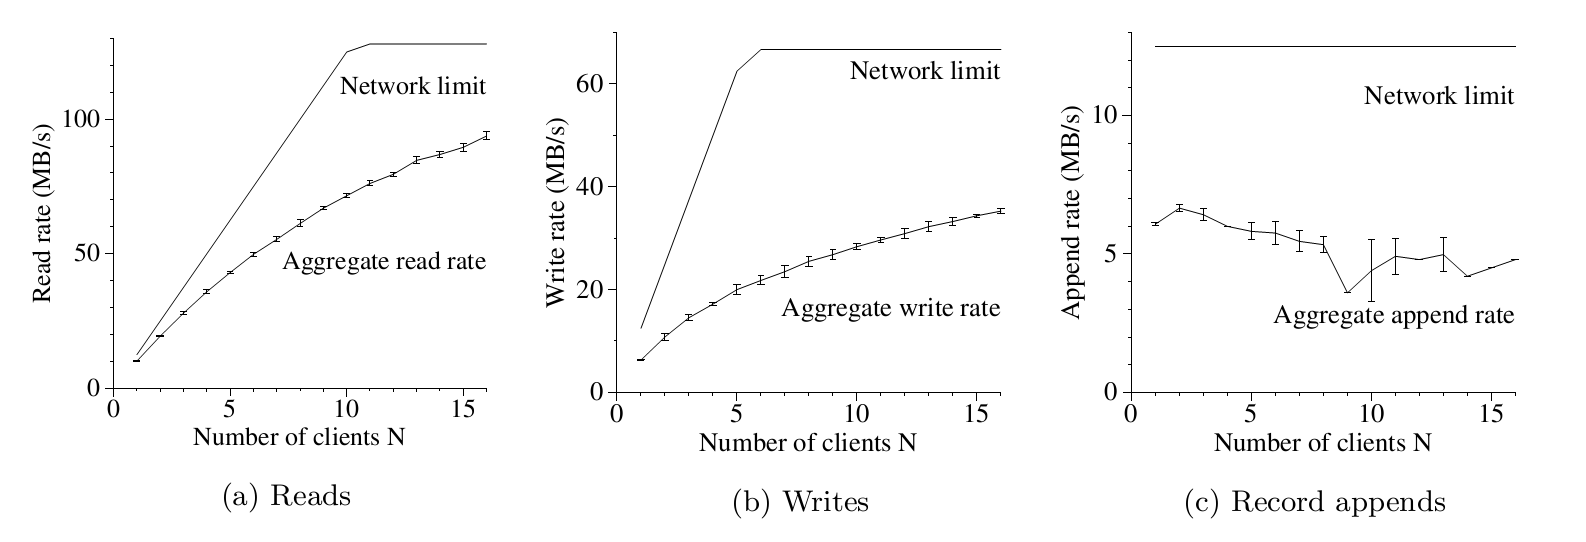 Read rate (MB/s)
100
50
0
Network limit
Aggregate read rate
0 5 10 15
Number of clients N
(a) Reads
Write rate (MB/s)
60
40
20
0
Network limit
Aggregate write rate
0 5 10 15
Number of clients N
(b) Writes
Append rate (MB/s)
10
5
0
Network limit
Aggregate append rate
0 5 10 15
Number of clients N
(c) Record appends